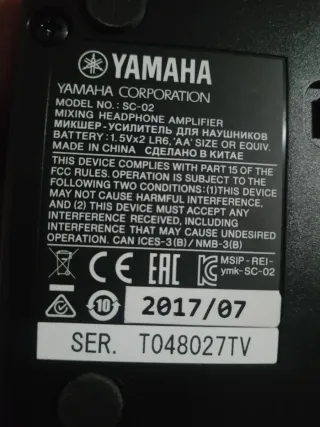 YAMAHA
YAMAHA CORPORATION
MODEL NO.: SC-02
MIXING HEADPHONE AMPLIFIER
МИКШЕР-УСИЛИТЕЛЬ ДЛЯ НАУШНИКОВ
BATTERY: 1.5Vx2 LR6, 'AA' SIZE OR EQUIV.
MADE IN CHINA СДЕЛАНО В КИТАЕ
THIS DEVICE COMPLIES WITH PART 15 OF THE
FCC RULES. OPERATION IS SUBJECT TO THE
FOLLOWING TWO CONDITIONS: (1)THIS DEVICE
MAY NOT CAUSE HARMFUL INTERFERENCE,
AND (2) THIS DEVICE MUST ACCEPT ANY
INTERFERENCE RECEIVED, INCLUDING
INTERFERENCE THAT MAY CAUSE UNDESIRED
OPERATION. CAN ICES-3(B) / NMB-3(B)
CE EAC MSIP-REI-
ymk-SC-02
10 2017/07
SER. T048027TV